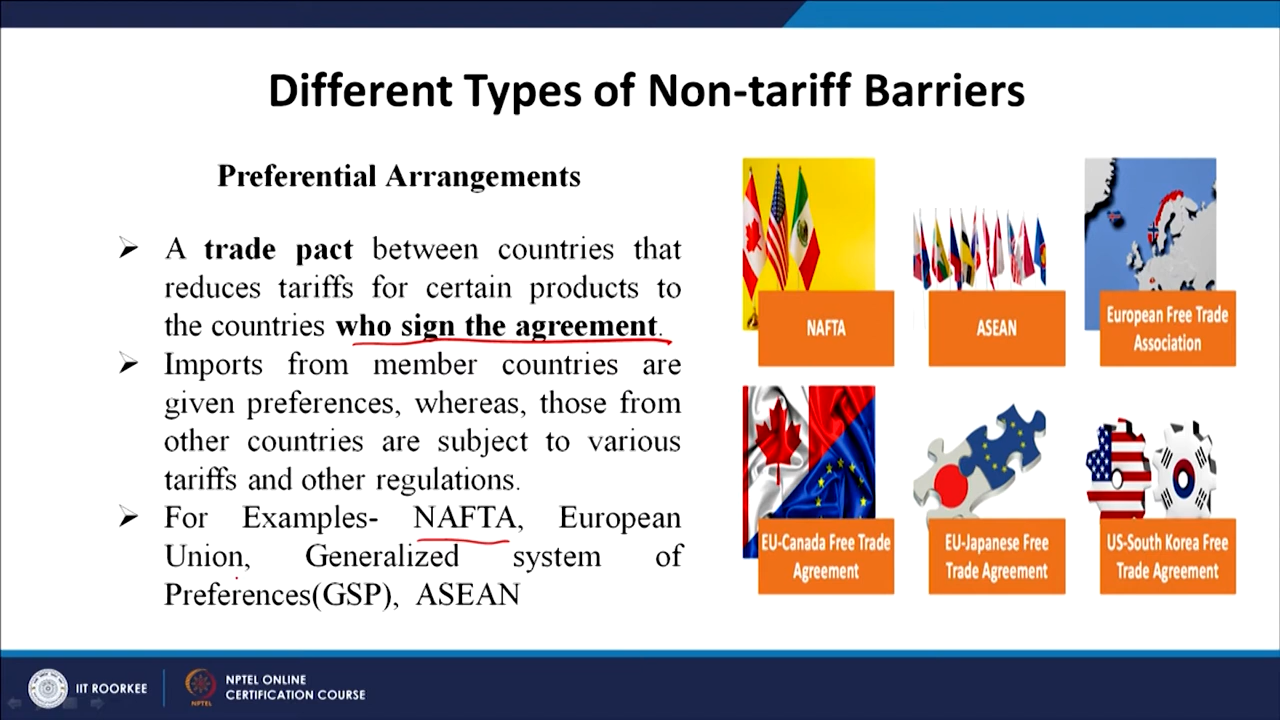 Different Types of Non-tariff Barriers
Preferential Arrangements
➢ A trade pact between countries that
reduces tariffs for certain products to
the countries who sign the agreement.
➢ Imports from member countries are
given preferences, whereas, those from
other countries are subject to various
tariffs and other regulations.
➢ For Examples- NAFTA, European
Union, Generalized system of
Preferences(GSP), ASEAN
NAFTA
ASEAN
European Free Trade
Association
EU-Canada Free Trade
Agreement
EU-Japanese Free
Trade Agreement
US-South Korea Free
Trade Agreement
IIT ROORKEE
NPTEL ONLINE
CERTIFICATION COURSE
NPTEL